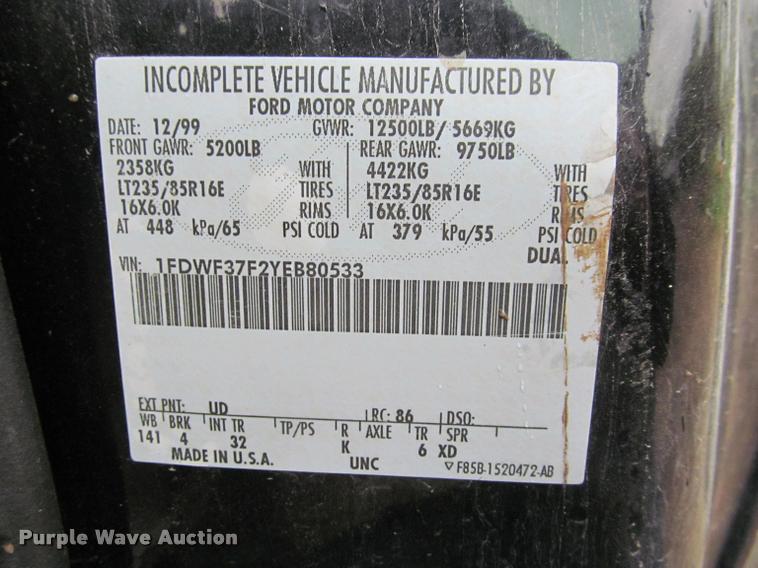 INCOMPLETE VEHICLE MANUFACTURED BY
FORD MOTOR COMPANY
DATE: 12/99 GVWR: 12500LB/ 5669KG
FRONT GAWR: 5200LB REAR GAWR: 9750LB
2358KG WITH 4422KG WITH
LT235/85R16E TIRES LT235/85R16E TIRES
16X6.0K RIMS 16X6.0K RIMS
AT 448 kPa/65 PSI COLD AT 379 kPa/55 PSI COLD
DUAL
VIN: 1FDWF37F2YEB80533
EXT PNT: UD RC: 86 DSO:
WB BRK INT TR TP/PS R AXLE TR SPR
141 4 32 K 6 XD
MADE IN U.S.A. UNC ▽ F85B-1520472-AB
Purple Wave Auction